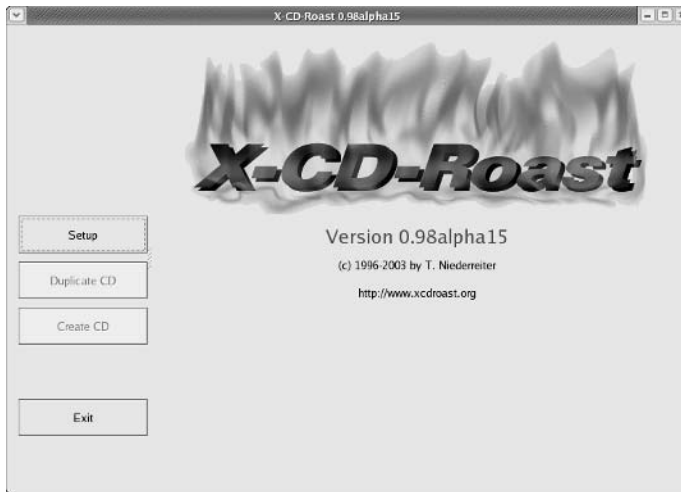 X-CD-Roast 0.98alpha15
X-CD-Roast
Setup
Version 0.98alpha15
(c) 1996-2003 by T. Niederreiter
Duplicate CD
http://www.xcdroast.org
Create CD
Exit